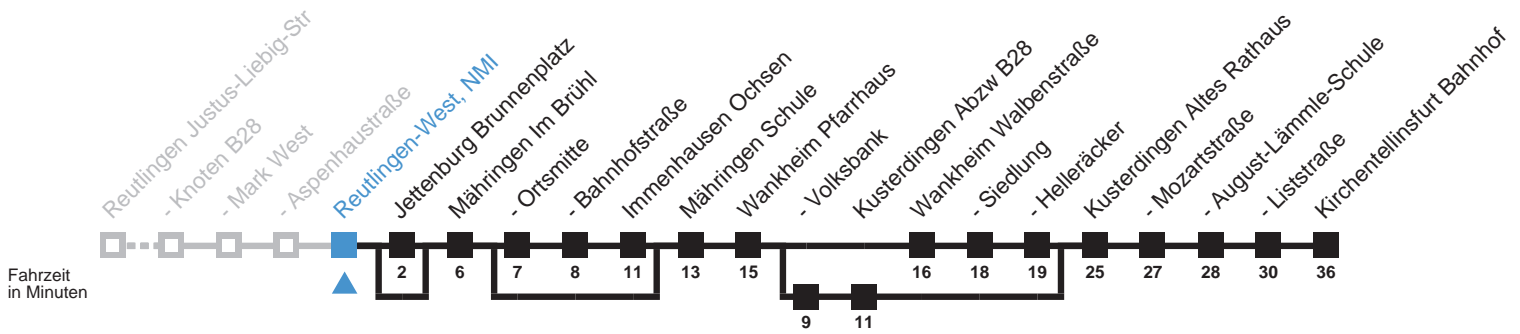 Reutlingen Justus-Liebig-Str
- Knoten B28
- Mark West
- Aspenhaustraße
Reutlingen-West, NMI
Jettenburg Brunnenplatz
Mähringen Im Brühl
- Ortsmitte
- Bahnhofstraße
Immenhausen Ochsen
Mähringen Schule
Wankheim Pfarrhaus
- Volksbank
Kusterdingen Abzw B28
Wankheim Walbenstraße
- Siedlung
- Helleräcker
Kusterdingen Altes Rathaus
- Mozartstraße
- August-Lämmle-Schule
- Liststraße
Kirchentellinsfurt Bahnhof
Fahrzeit
in Minuten
2 6 7 8 11 13 15 16 18 19 25 27 28 30 36
9 11